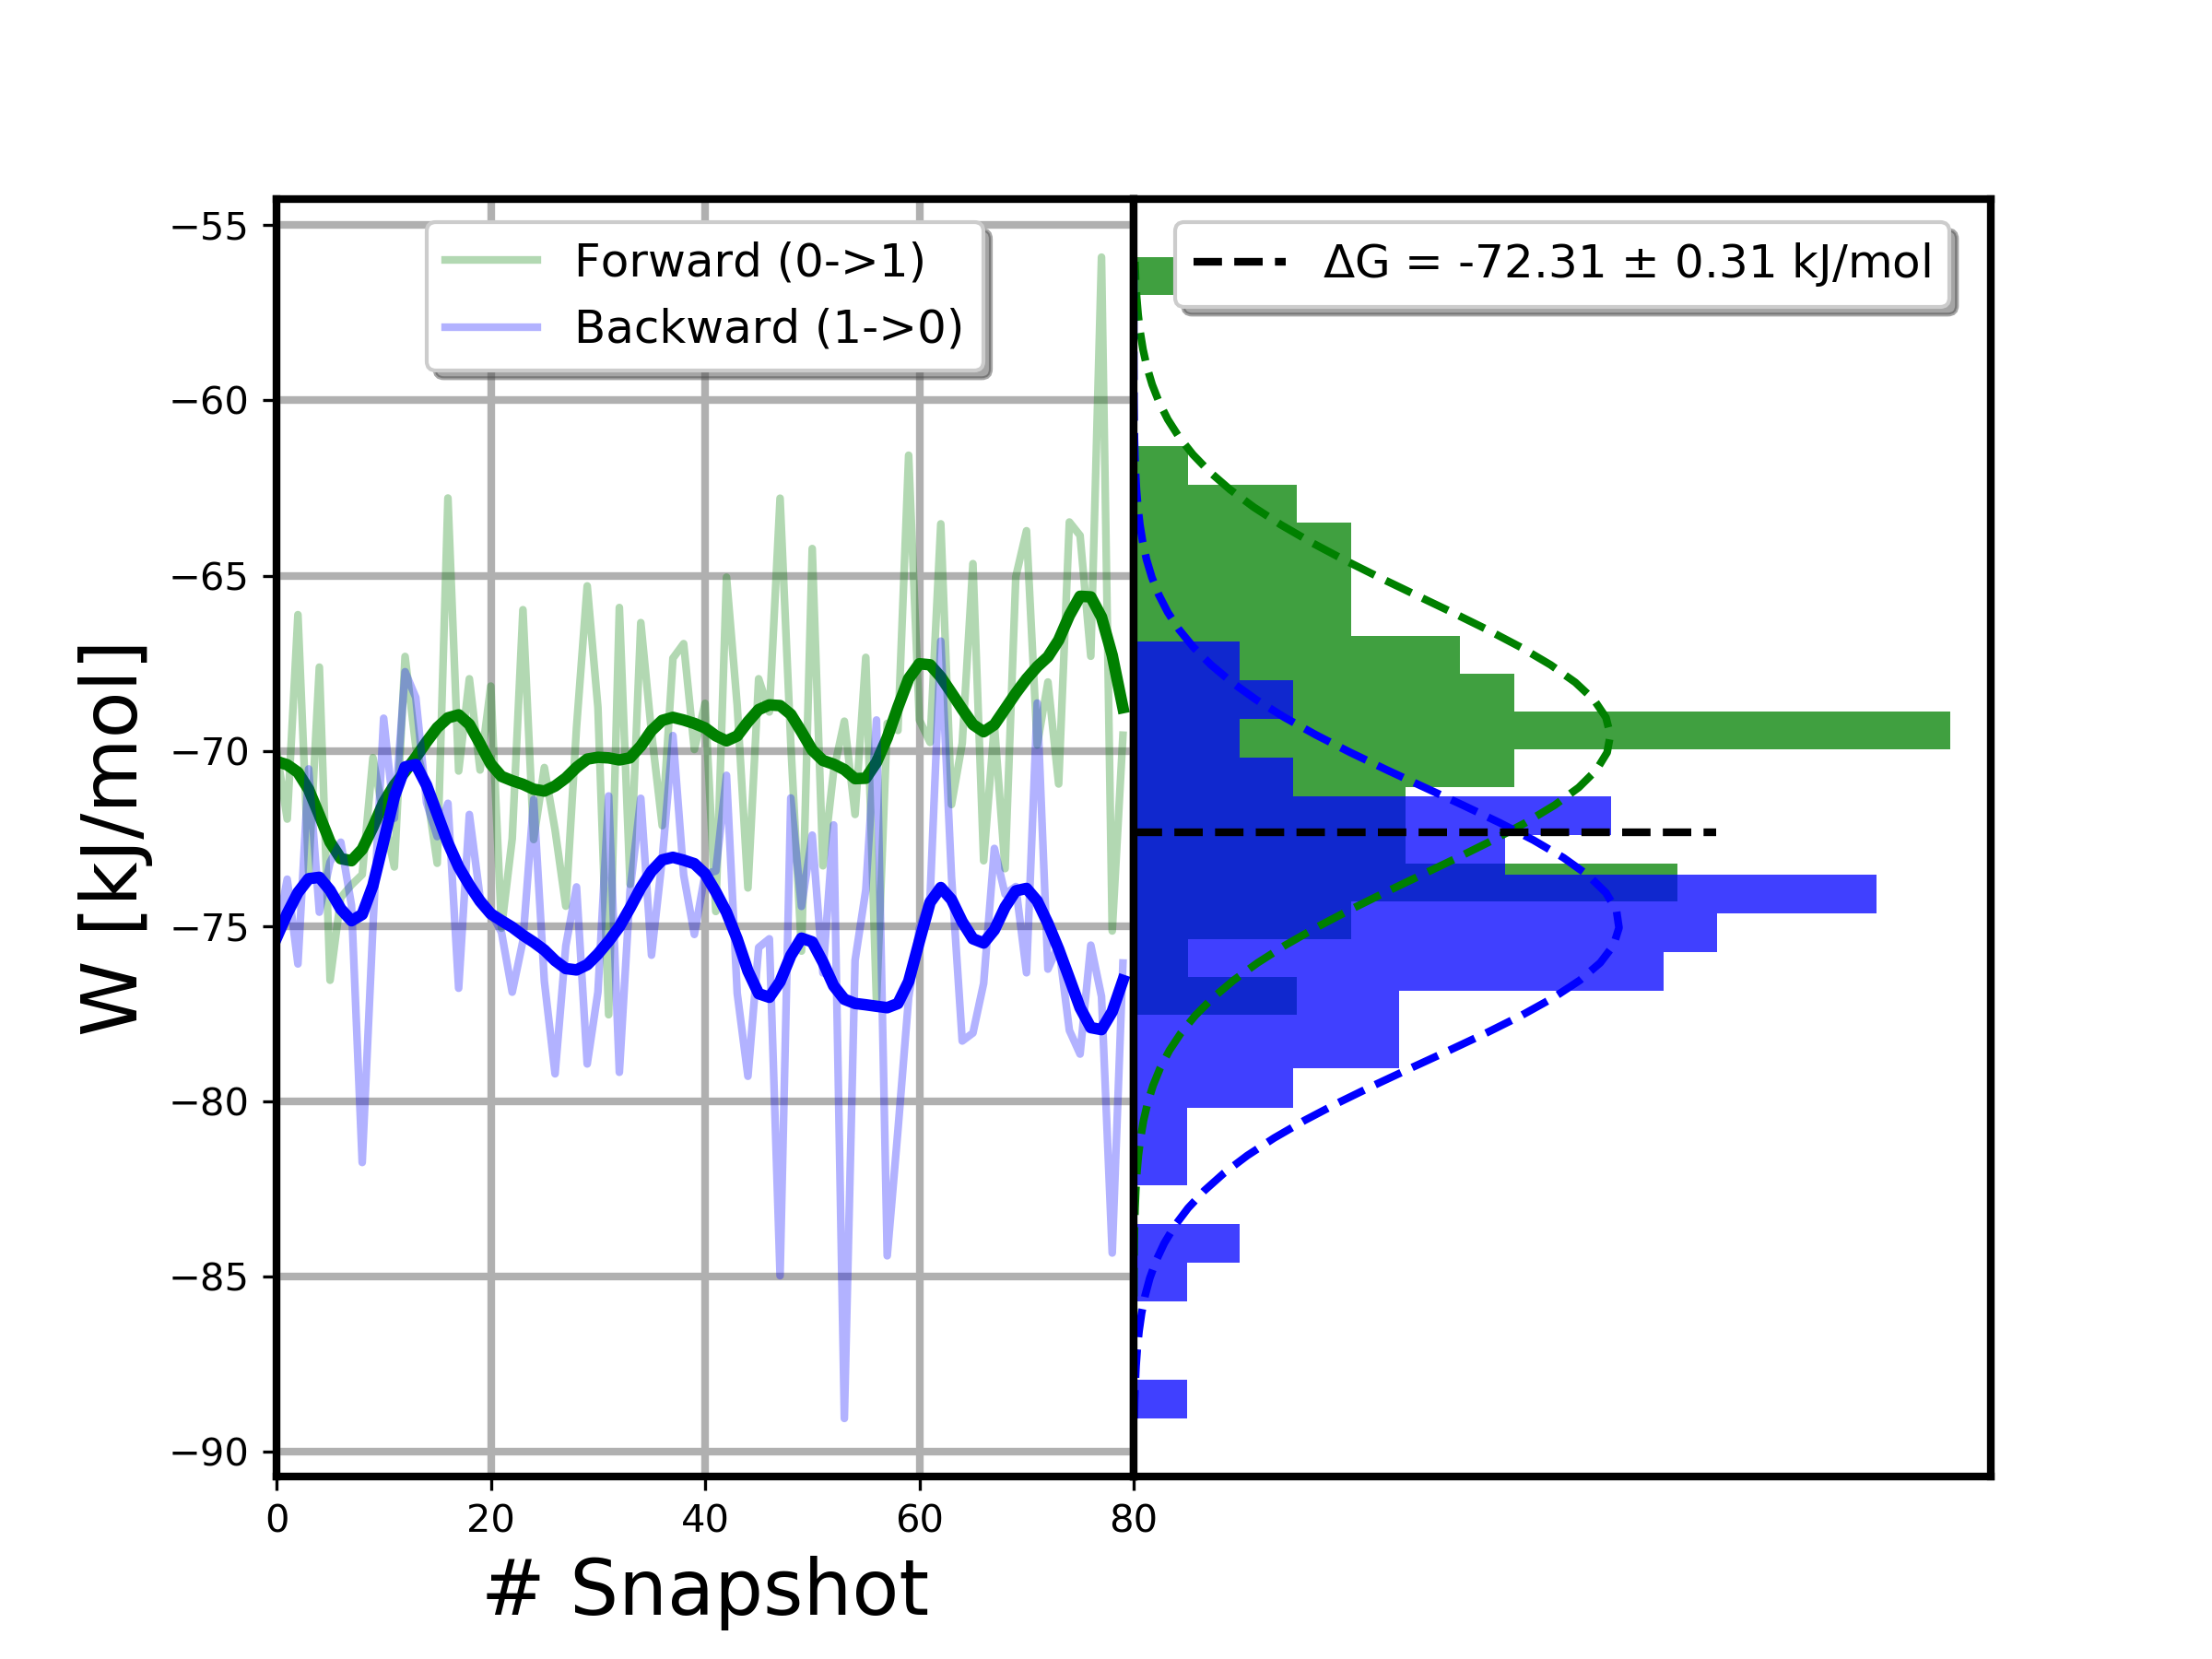 Forward (0->1)
Backward (1->0)
ΔG = -72.31 ± 0.31 kJ/mol
W [kJ/mol]
−55
−60
−65
−70
−75
−80
−85
−90
0 20 40 60 80
# Snapshot